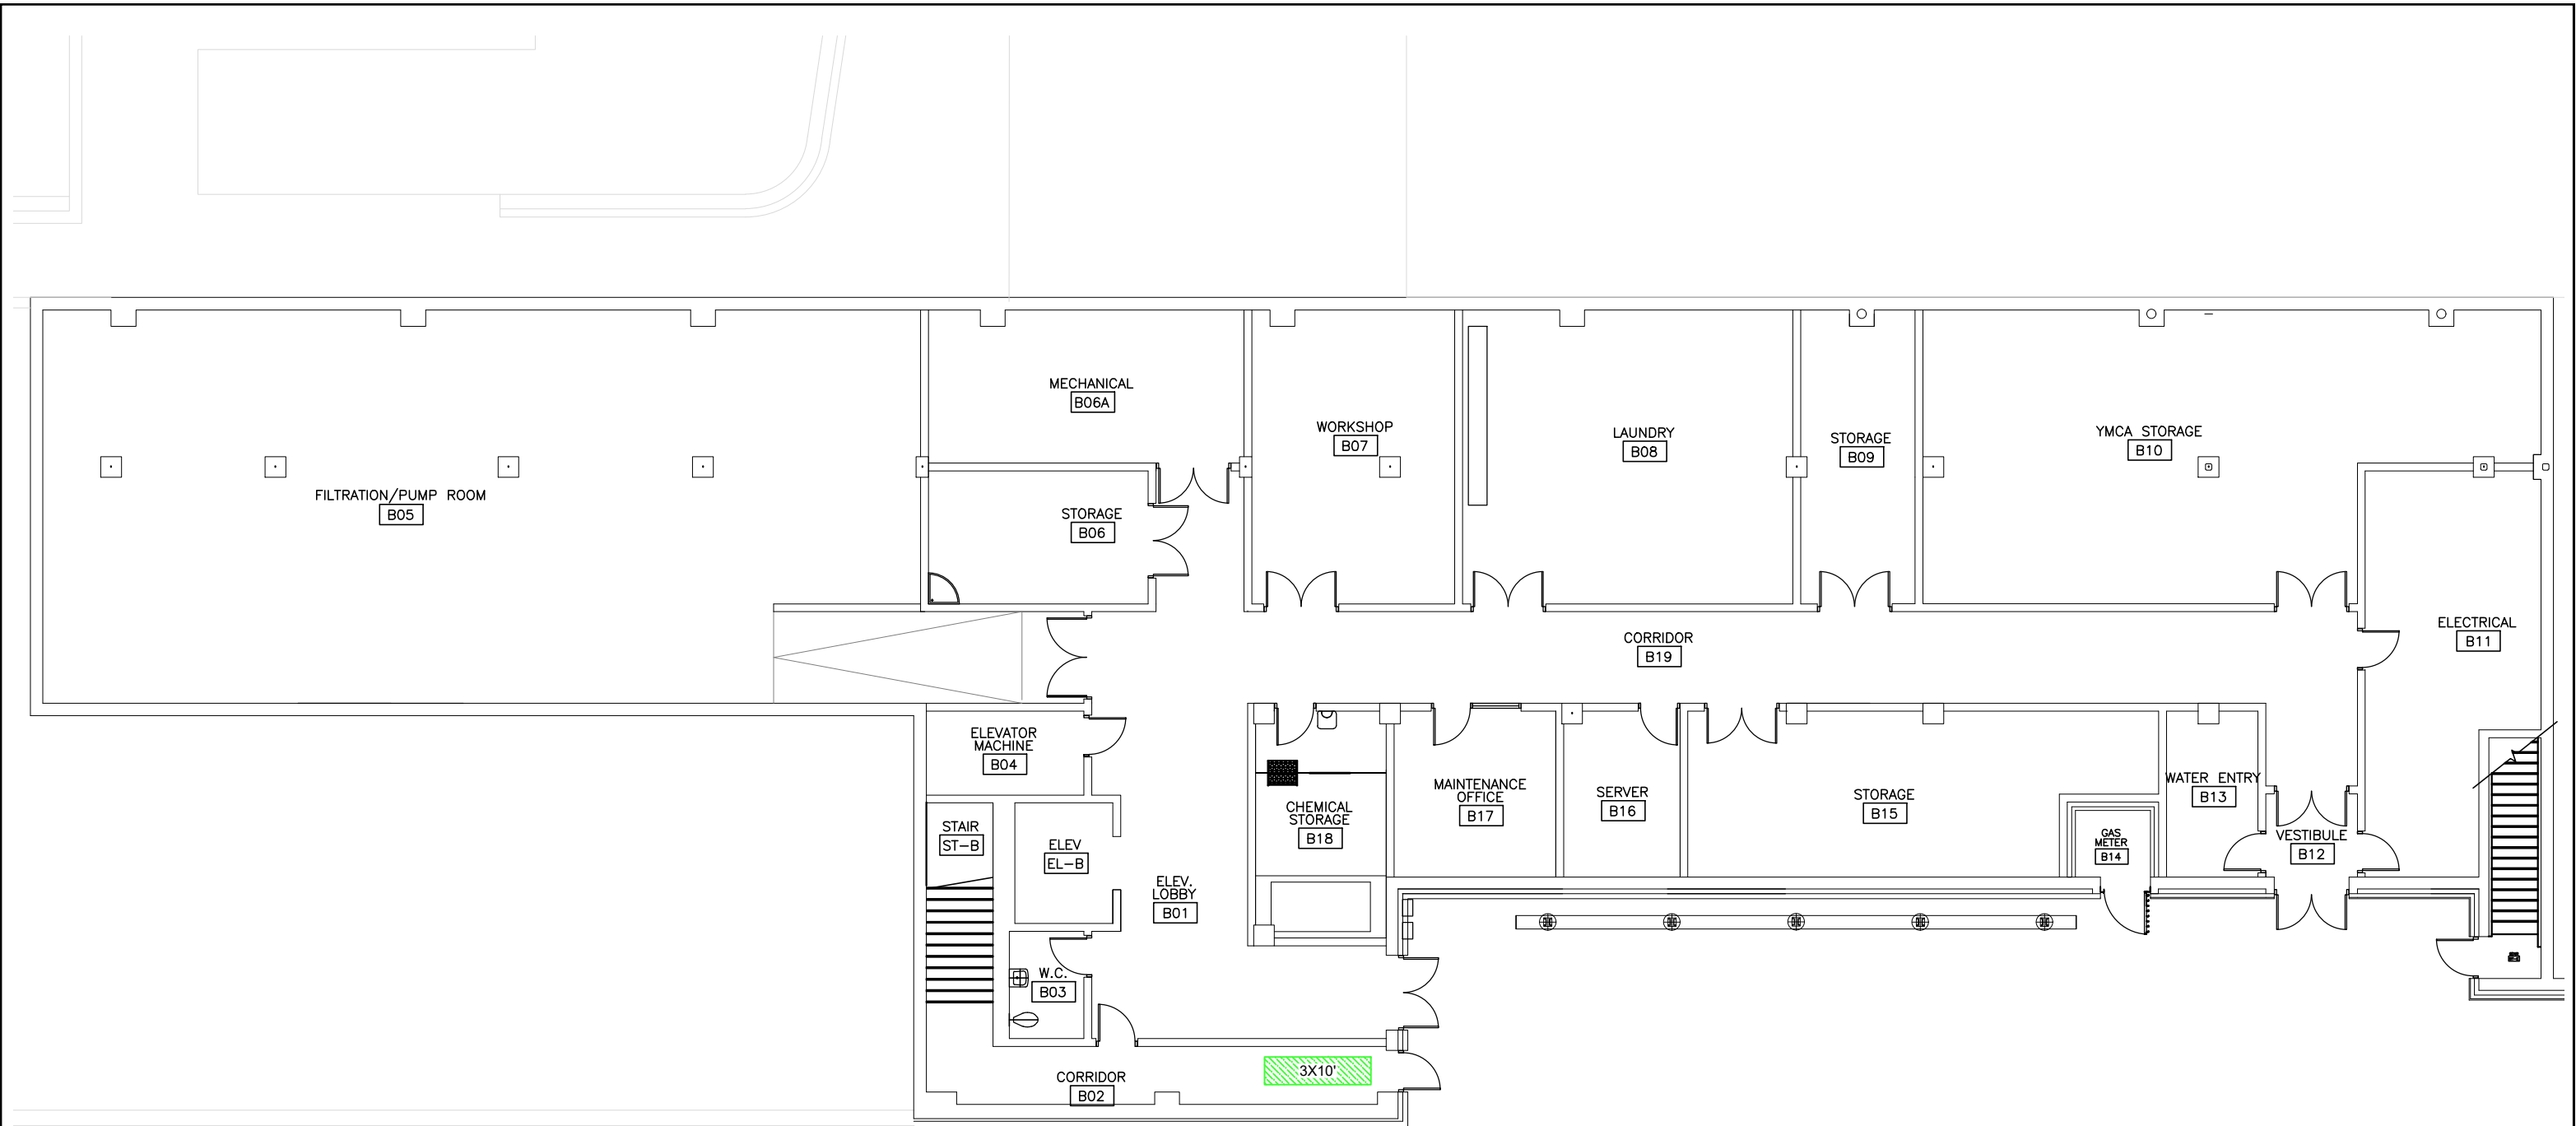 MECHANICAL
B06A
WORKSHOP
B07
LAUNDRY
B08
STORAGE
B09
YMCA STORAGE
B10
FILTRATION/PUMP ROOM
B05
STORAGE
B06
CORRIDOR
B19
ELECTRICAL
B11
ELEVATOR
MACHINE
B04
STAIR
ST-B
ELEV
EL-B
ELEV.
LOBBY
B01
CHEMICAL
STORAGE
B18
MAINTENANCE
OFFICE
B17
SERVER
B16
STORAGE
B15
GAS
METER
B14
WATER ENTRY
B13
VESTIBULE
B12
W.C.
B03
CORRIDOR
B02
3X10'